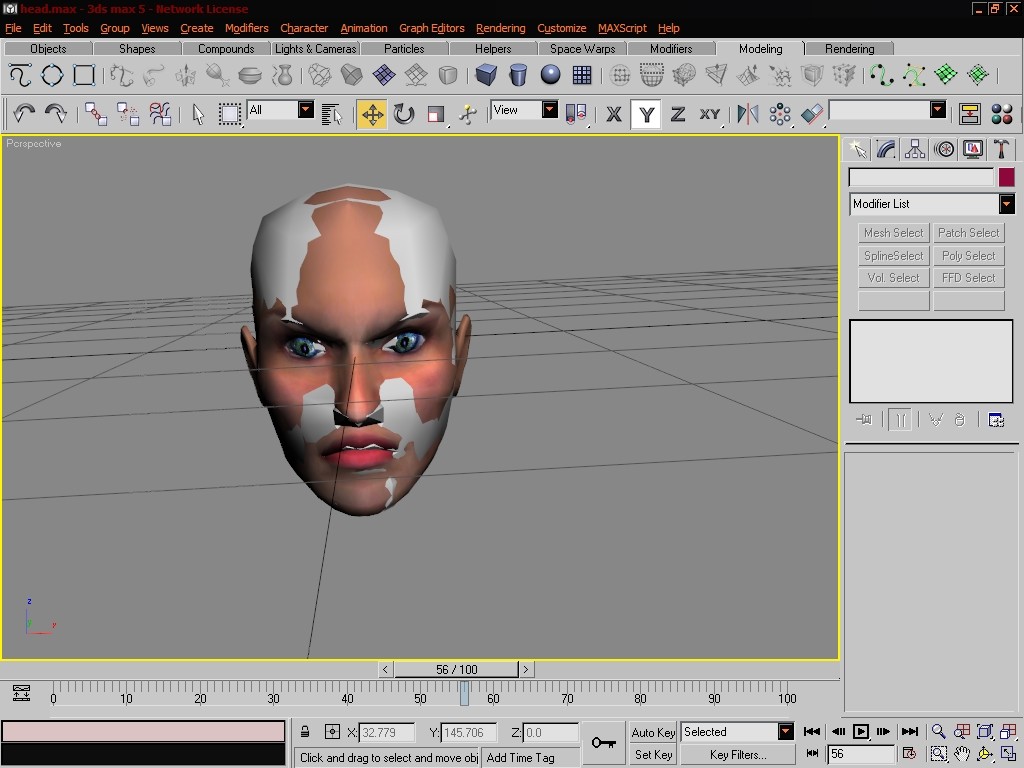 head.max - 3ds max 5 - Network License
File Edit Tools Group Views Create Modifiers Character Animation Graph Editors Rendering Customize MAXScript Help
Objects Shapes Compounds Lights & Cameras Particles Helpers Space Warps Modifiers Modeling Rendering
All View X Y Z XY
Perspective
Modifier List
Mesh Select Patch Select
SplineSelect Poly Select
Vol. Select FFD Select
z
y
56 / 100
0 10 20 30 40 50 60 70 80 90 100
X: 32.779 Y: 145.706 Z: 0.0 Auto Key Selected
Click and drag to select and move obj Add Time Tag Set Key Key Filters... 56